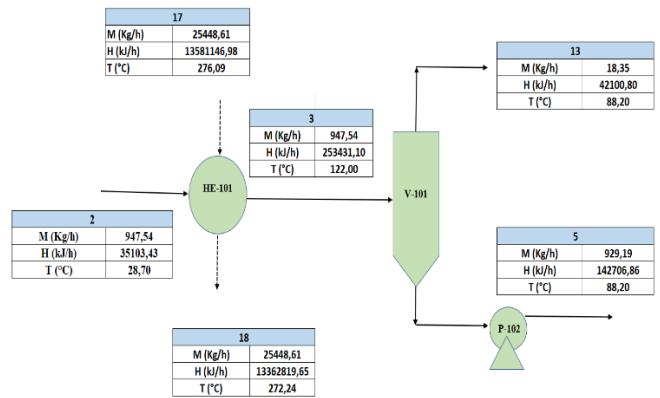 17
M (Kg/h) 25448,61
H (kJ/h) 13581146,98
T (°C) 276,09
13
M (Kg/h) 18,35
H (kJ/h) 42100,80
T (°C) 88,20
3
M (Kg/h) 947,54
H (kJ/h) 253431,10
T (°C) 122,00
HE-101
V-101
2
M (Kg/h) 947,54
H (kJ/h) 35103,43
T (°C) 28,70
5
M (Kg/h) 929,19
H (kJ/h) 142706,86
T (°C) 88,20
P-102
18
M (Kg/h) 25448,61
H (kJ/h) 13362819,65
T (°C) 272,24